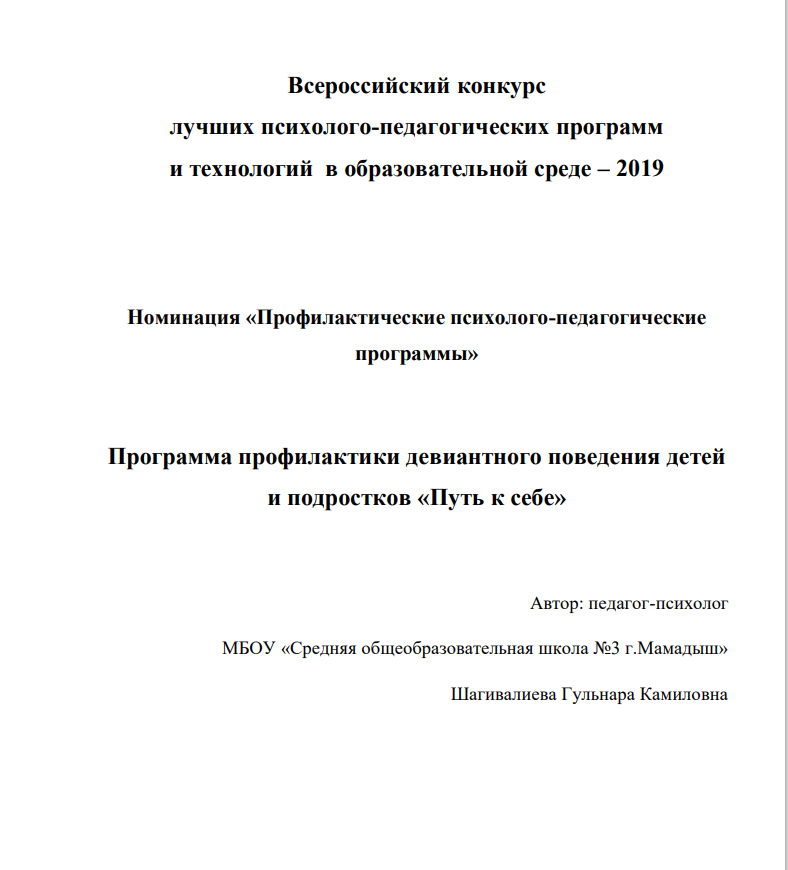 Всероссийский конкурс
лучших психолого-педагогических программ
и технологий  в образовательной среде – 2019
Номинация «Профилактические психолого-педагогические
программы»
Программа профилактики девиантного поведения детей
и подростков «Путь к себе»
Автор: педагог-психолог
МБОУ «Средняя общеобразовательная школа №3 г.Мамадыш»
Шагивалиева Гульнара Камиловна